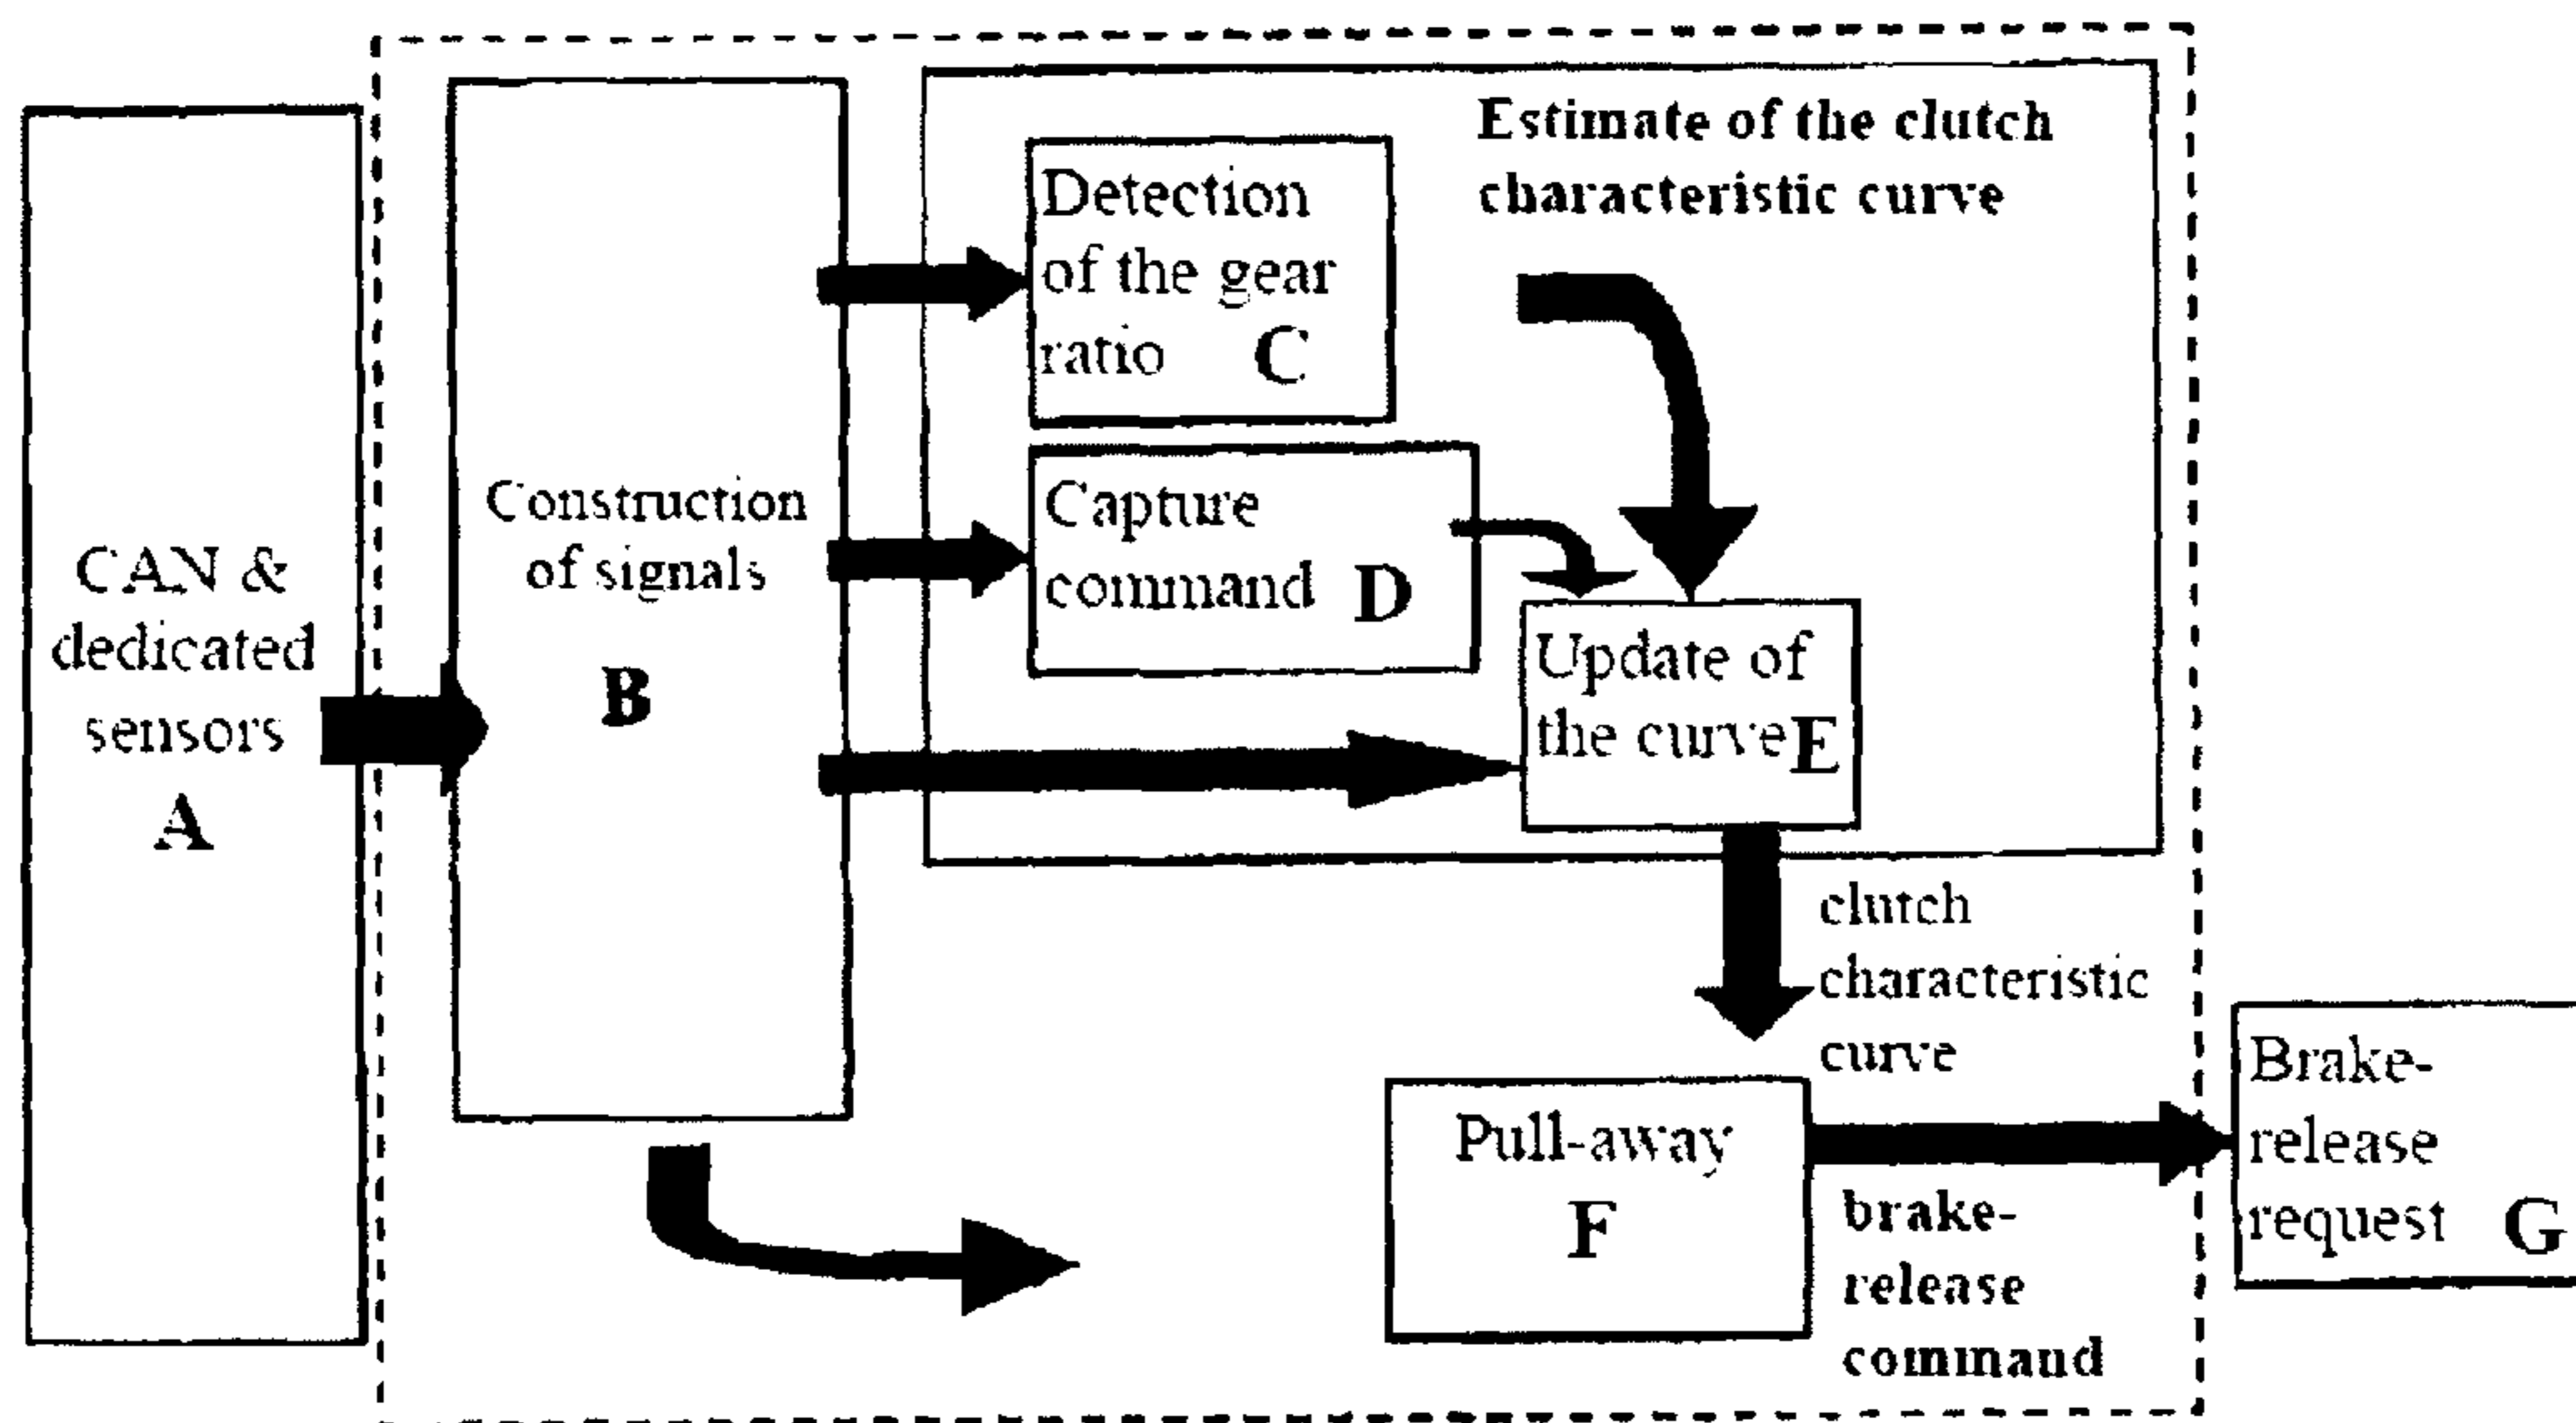 CAN &
dedicated
sensors
A
Construction
of signals
B
Estimate of the clutch
characteristic curve
Detection
of the gear
ratio C
Capture
command D
Update of
the curve E
clutch
characteristic
curve
Pull-away
F
brake-
release
command
Brake-
release
request G